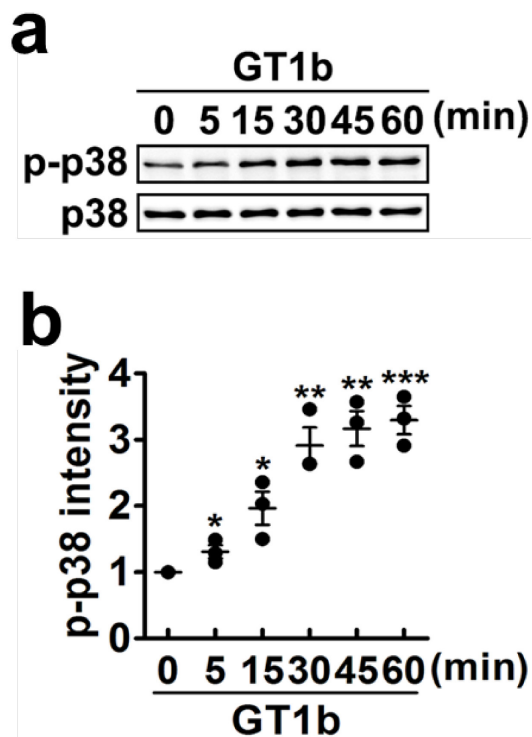 a
GT1b
0 5 15 30 45 60 (min)
p-p38
p38
b
p-p38 intensity
4
3
2
1
0
* * ** ** ***
0 5 15 30 45 60 (min)
GT1b